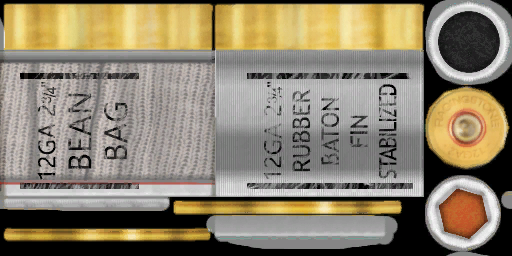 12GA 2¾"
BEAN
BAG
12GA 2¾"
RUBBER
BATON
FIN
STABILIZED